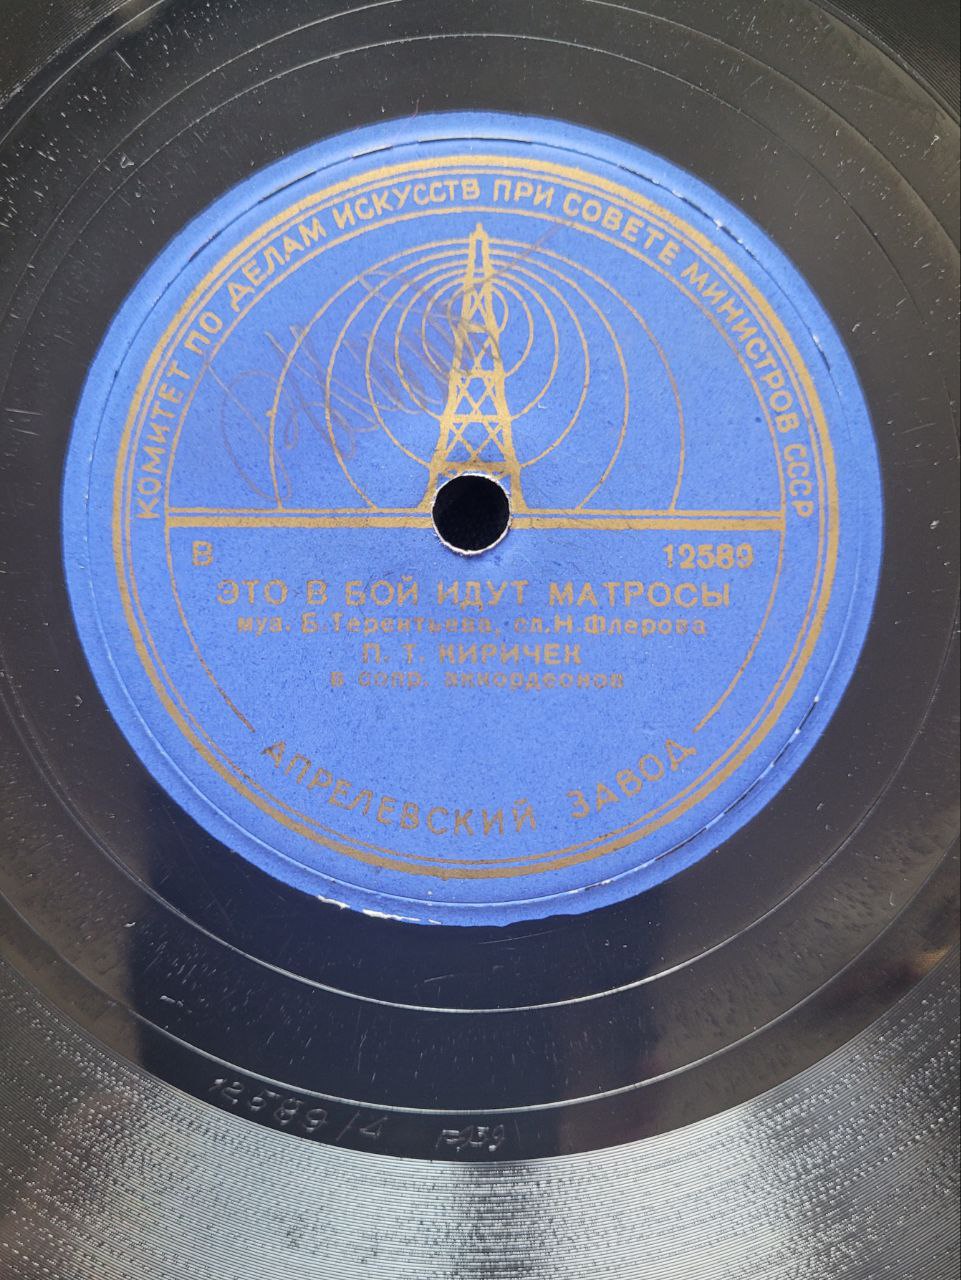 КОМИТЕТ ПО ДЕЛАМ ИСКУССТВ ПРИ СОВЕТЕ МИНИСТРОВ СССР
В 12589
ЭТО В БОЙ ИДУТ МАТРОСЫ
муз. Б. Терентьева, сл. Н. Флерова
П. Т. КИРИЧЕК
в сопр. аккордеонов
АПРЕЛЕВСКИЙ ЗАВОД
12589 / 4